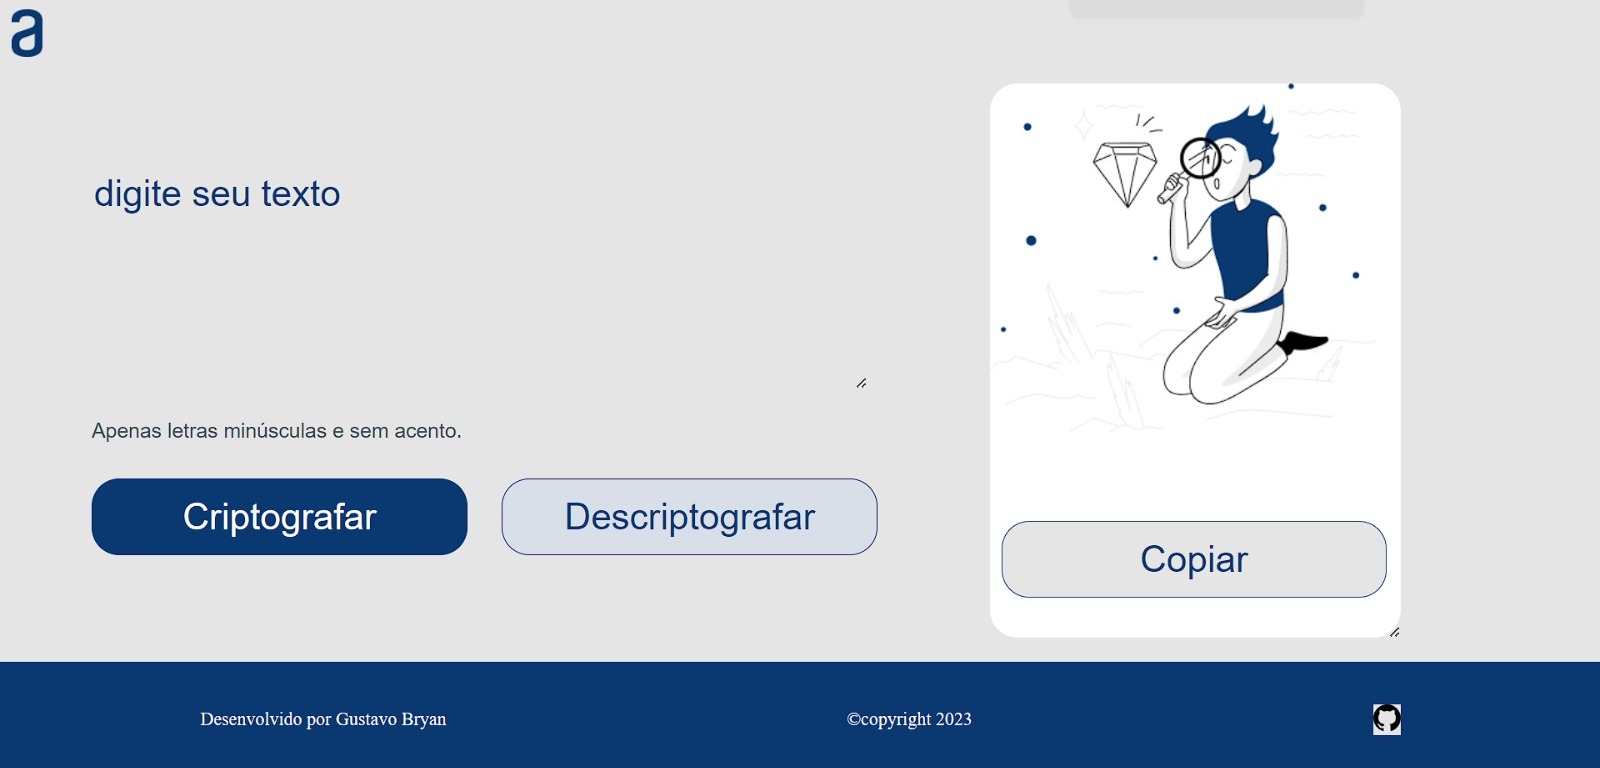 a
digite seu texto
Apenas letras minúsculas e sem acento.
Criptografar
Descriptografar
Copiar
Desenvolvido por Gustavo Bryan
©copyright 2023